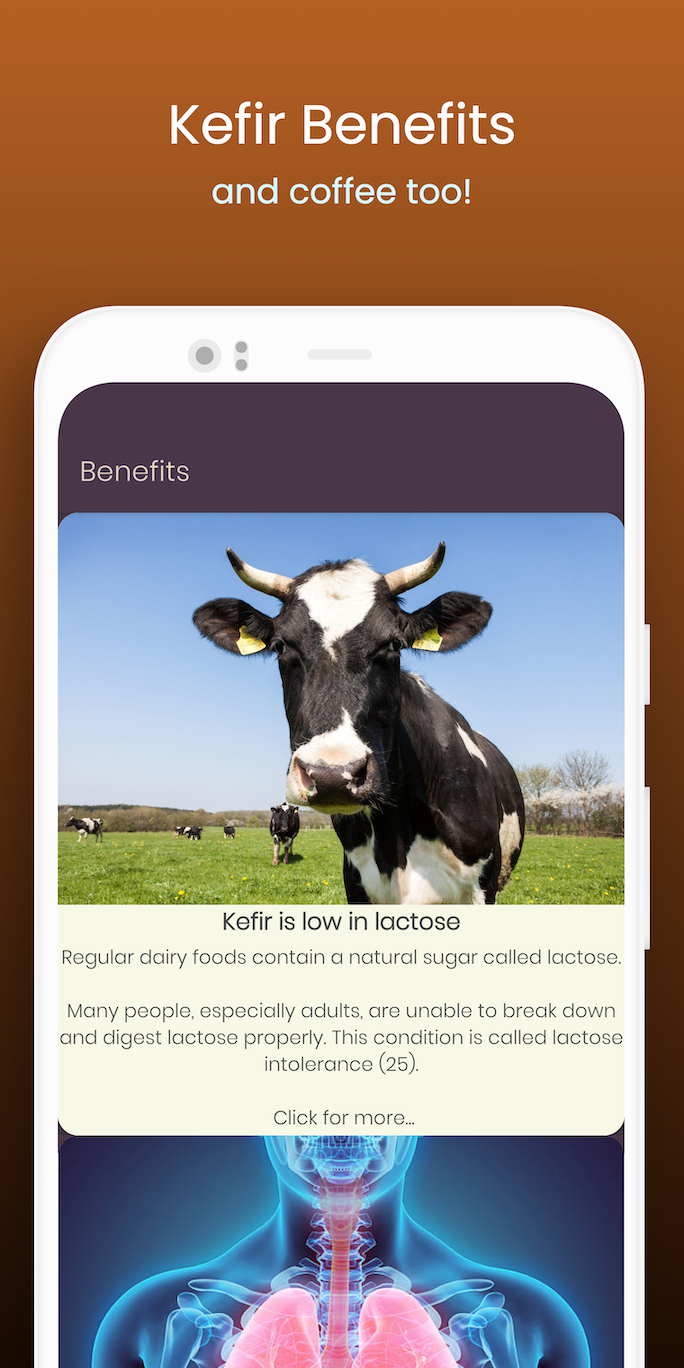 Kefir Benefits
and coffee too!
Benefits
Kefir is low in lactose
Regular dairy foods contain a natural sugar called lactose.
Many people, especially adults, are unable to break down
and digest lactose properly. This condition is called lactose
intolerance (25).
Click for more...